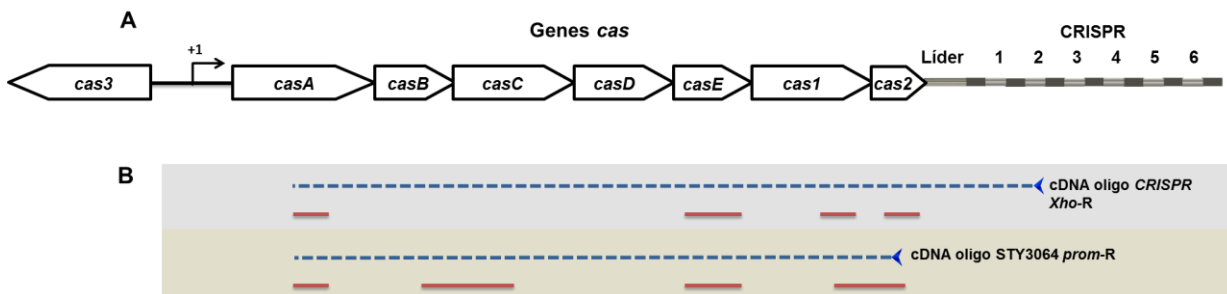 A
Genes cas
CRISPR
+1
Líder 1 2 3 4 5 6
cas3 casA casB casC casD casE cas1 cas2
B
cDNA oligo CRISPR
Xho-R
cDNA oligo STY3064 prom-R